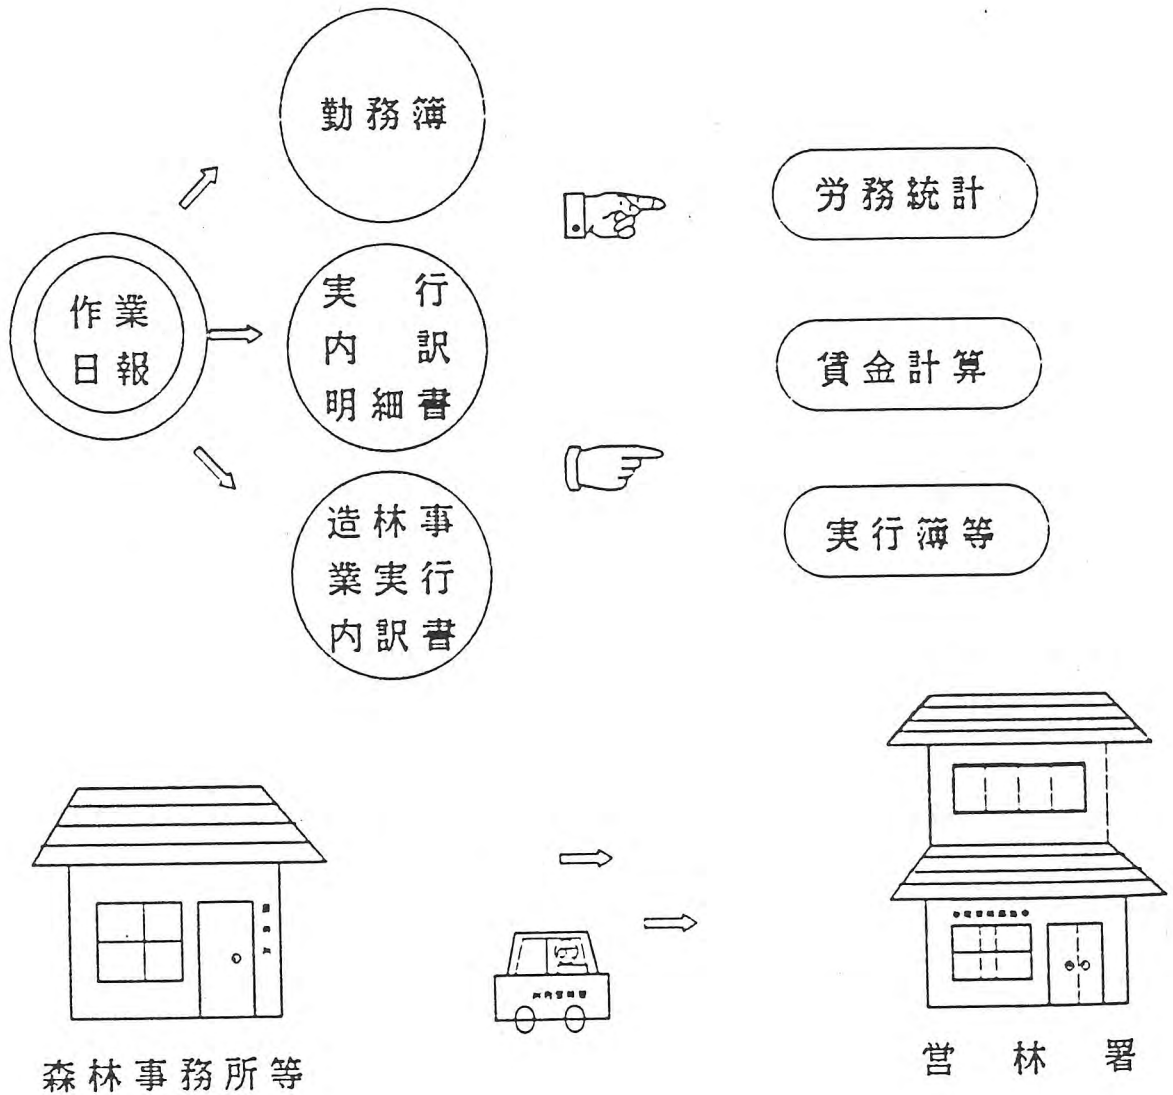 勤務簿
労務統計
作業
日報
実行
内訳
明細書
賃金計算
造林事
業実行
内訳書
実行簿等
森林事務所等
営林署